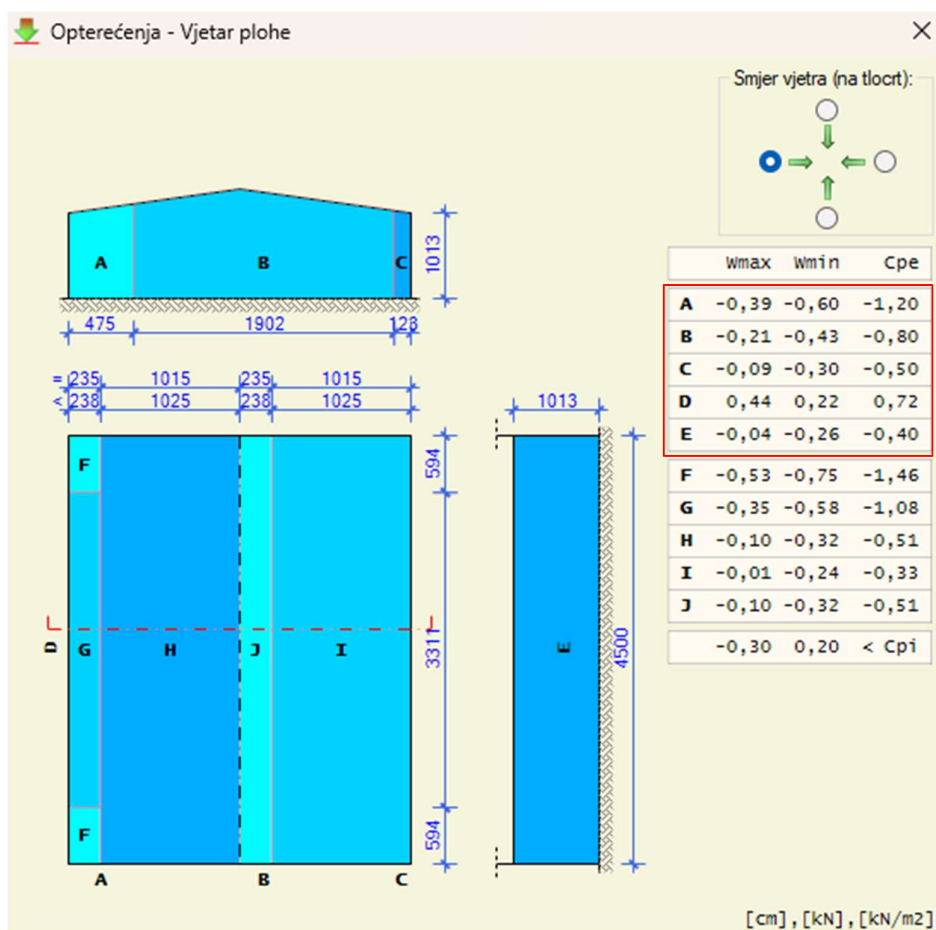 Opterećenja - Vjetar plohe
Smjer vjetra (na tlocrt):
Wmax Wmin Cpe
A -0,39 -0,60 -1,20
B -0,21 -0,43 -0,80
C -0,09 -0,30 -0,50
D 0,44 0,22 0,72
E -0,04 -0,26 -0,40
F -0,53 -0,75 -1,46
G -0,35 -0,58 -1,08
H -0,10 -0,32 -0,51
I -0,01 -0,24 -0,33
J -0,10 -0,32 -0,51
-0,30 0,20 < Cpi
A B C
1013
475 1902 123
= 235 1015 235 1015
< 238 1025 238 1025
1013
F
594
D G H J I
3311
E
4500
F
594
A B C
[cm],[kN],[kN/m2]